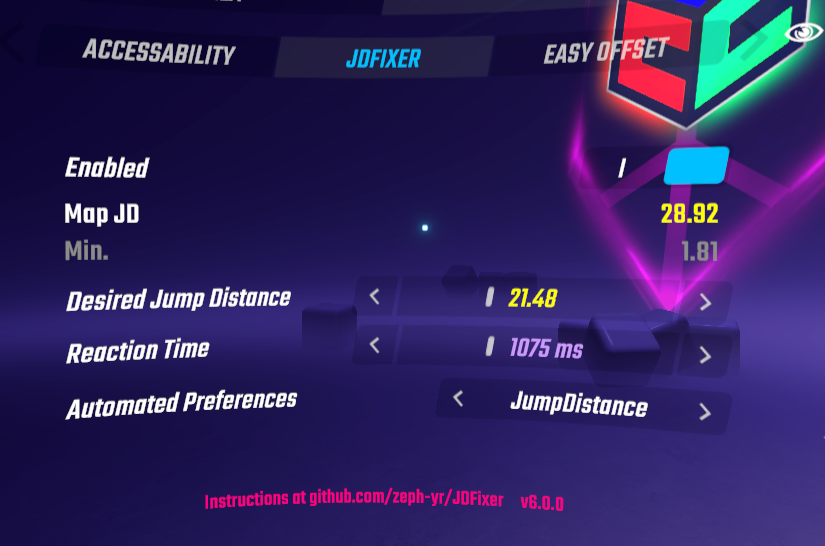 ACCESSABILITY JDFIXER EASY OFFSET
Enabled I
Map JD 28.92
Min. 1.81
Desired Jump Distance < 21.48 >
Reaction Time < 1075 ms >
Automated Preferences < JumpDistance >
Instructions at github.com/zeph-yr/JDFixer v6.0.0